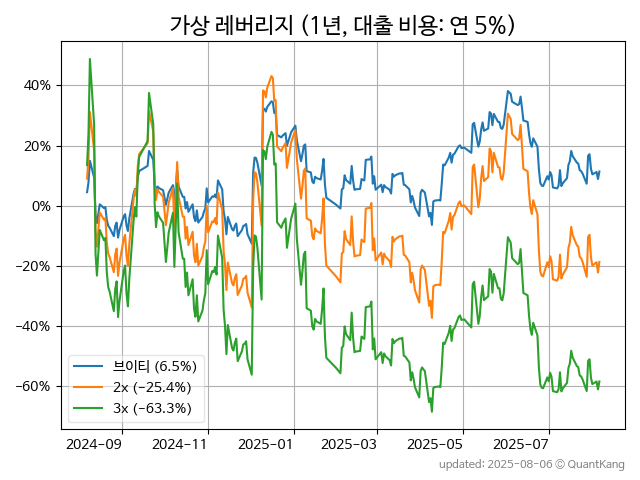 가상 레버리지 (1년, 대출 비용: 연 5%)
40%
20%
0%
−20%
−40%
−60%
브이티 (6.5%)
2x (−25.4%)
3x (−63.3%)
2024-09 2024-11 2025-01 2025-03 2025-05 2025-07
updated: 2025-08-06 © QuantKang